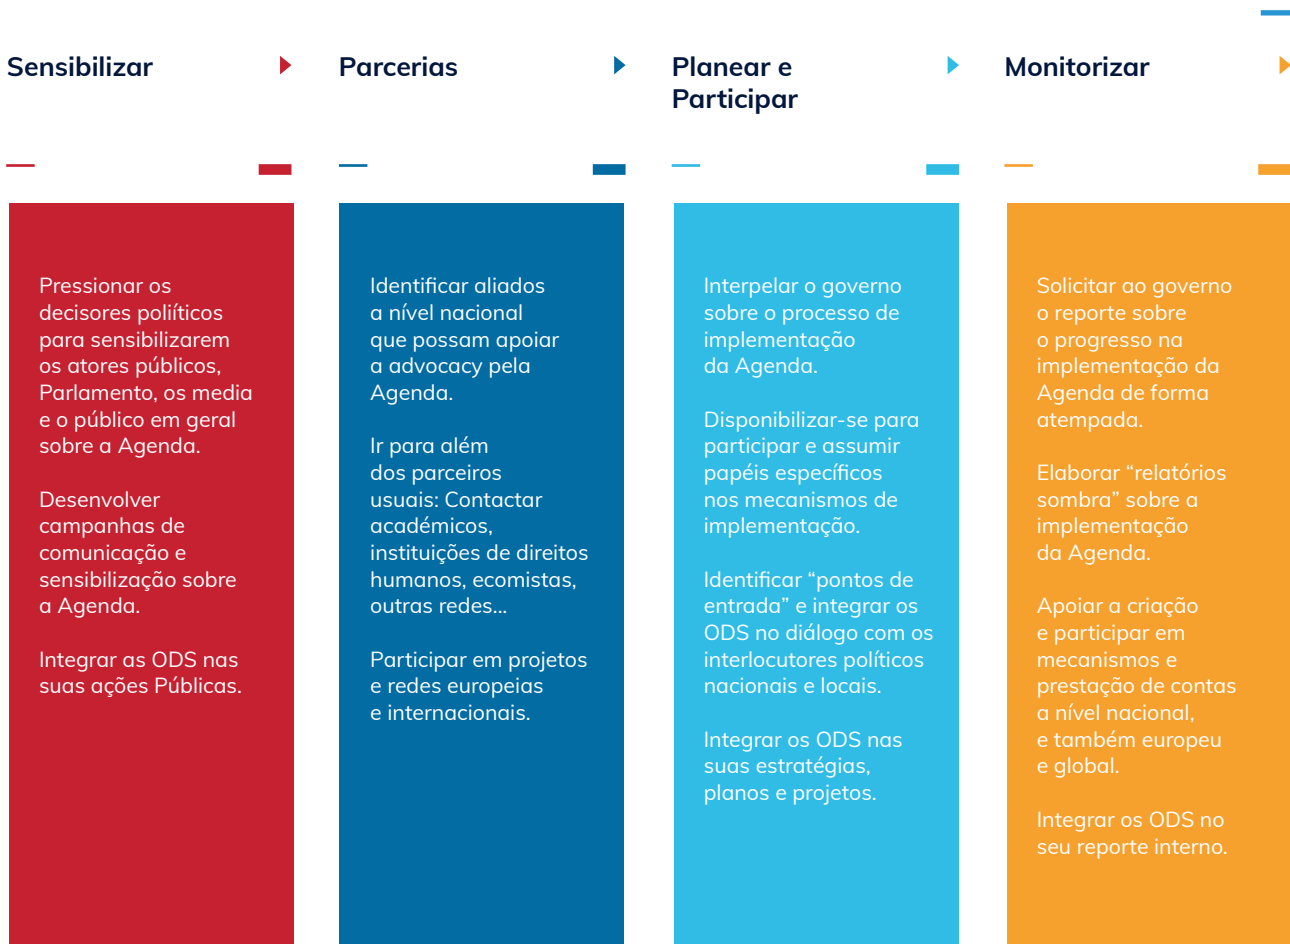 Sensibilizar
Pressionar os
decisores poliíticos
para sensibilizarem
os atores públicos,
Parlamento, os media
e o público em geral
sobre a Agenda.
Desenvolver
campanhas de
comunicação e
sensibilização sobre
a Agenda.
Integrar as ODS nas
suas ações Públicas.
Parcerias
Identificar aliados
a nível nacional
que possam apoiar
a advocacy pela
Agenda.
Ir para além
dos parceiros
usuais: Contactar
académicos,
instituições de direitos
humanos, ecomistas,
outras redes...
Participar em projetos
e redes europeias
e internacionais.
Planear e
Participar
Interpelar o governo
sobre o processo de
implementação
da Agenda.
Disponibilizar-se para
participar e assumir
papéis específicos
nos mecanismos de
implementação.
Identificar “pontos de
entrada” e integrar os
ODS no diálogo com os
interlocutores políticos
nacionais e locais.
Integrar os ODS nas
suas estratégias,
planos e projetos.
Monitorizar
Solicitar ao governo
o reporte sobre
o progresso na
implementação da
Agenda de forma
atempada.
Elaborar “relatórios
sombra” sobre a
implementação
da Agenda.
Apoiar a criação
e participar em
mecanismos e
prestação de contas
a nível nacional,
e também europeu
e global.
Integrar os ODS no
seu reporte interno.